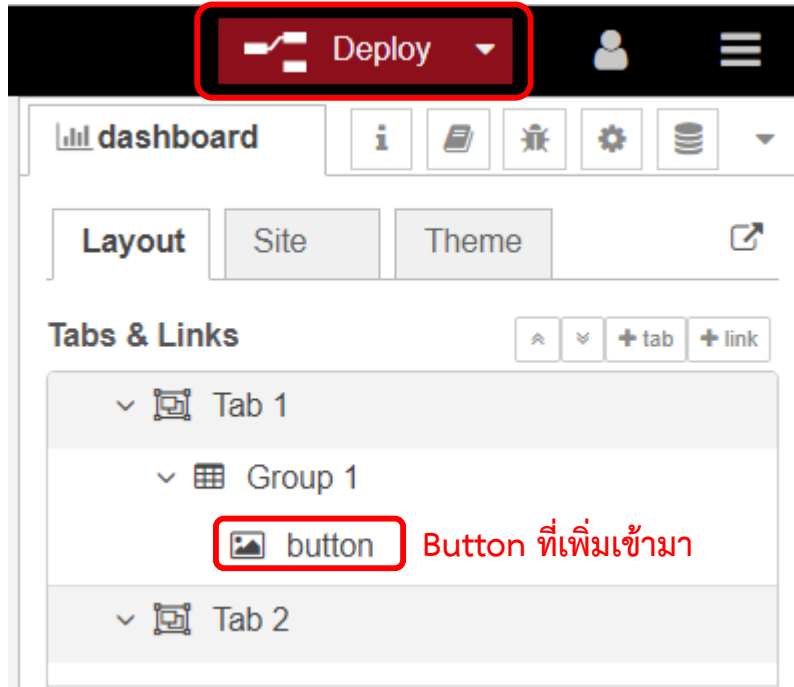 Deploy
dashboard
Layout Site Theme
Tabs & Links + tab + link
Tab 1
Group 1
button Button ที่เพิ่มเข้ามา
Tab 2